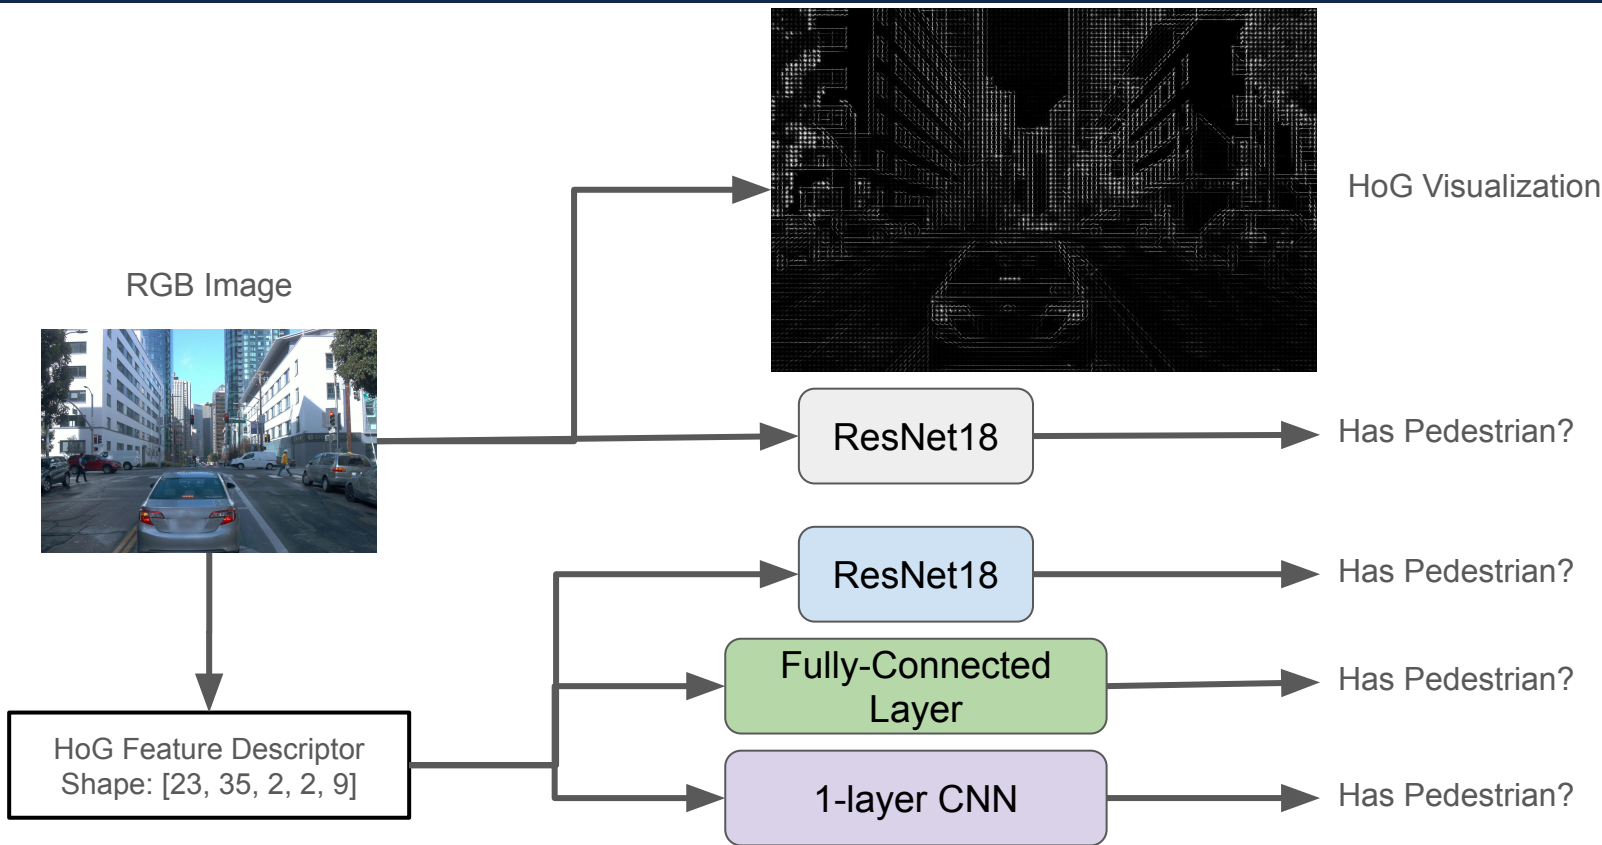 HoG Visualization
RGB Image
ResNet18
Has Pedestrian?
ResNet18
Has Pedestrian?
Fully-Connected
Layer
Has Pedestrian?
HoG Feature Descriptor
Shape: [23, 35, 2, 2, 9]
1-layer CNN
Has Pedestrian?